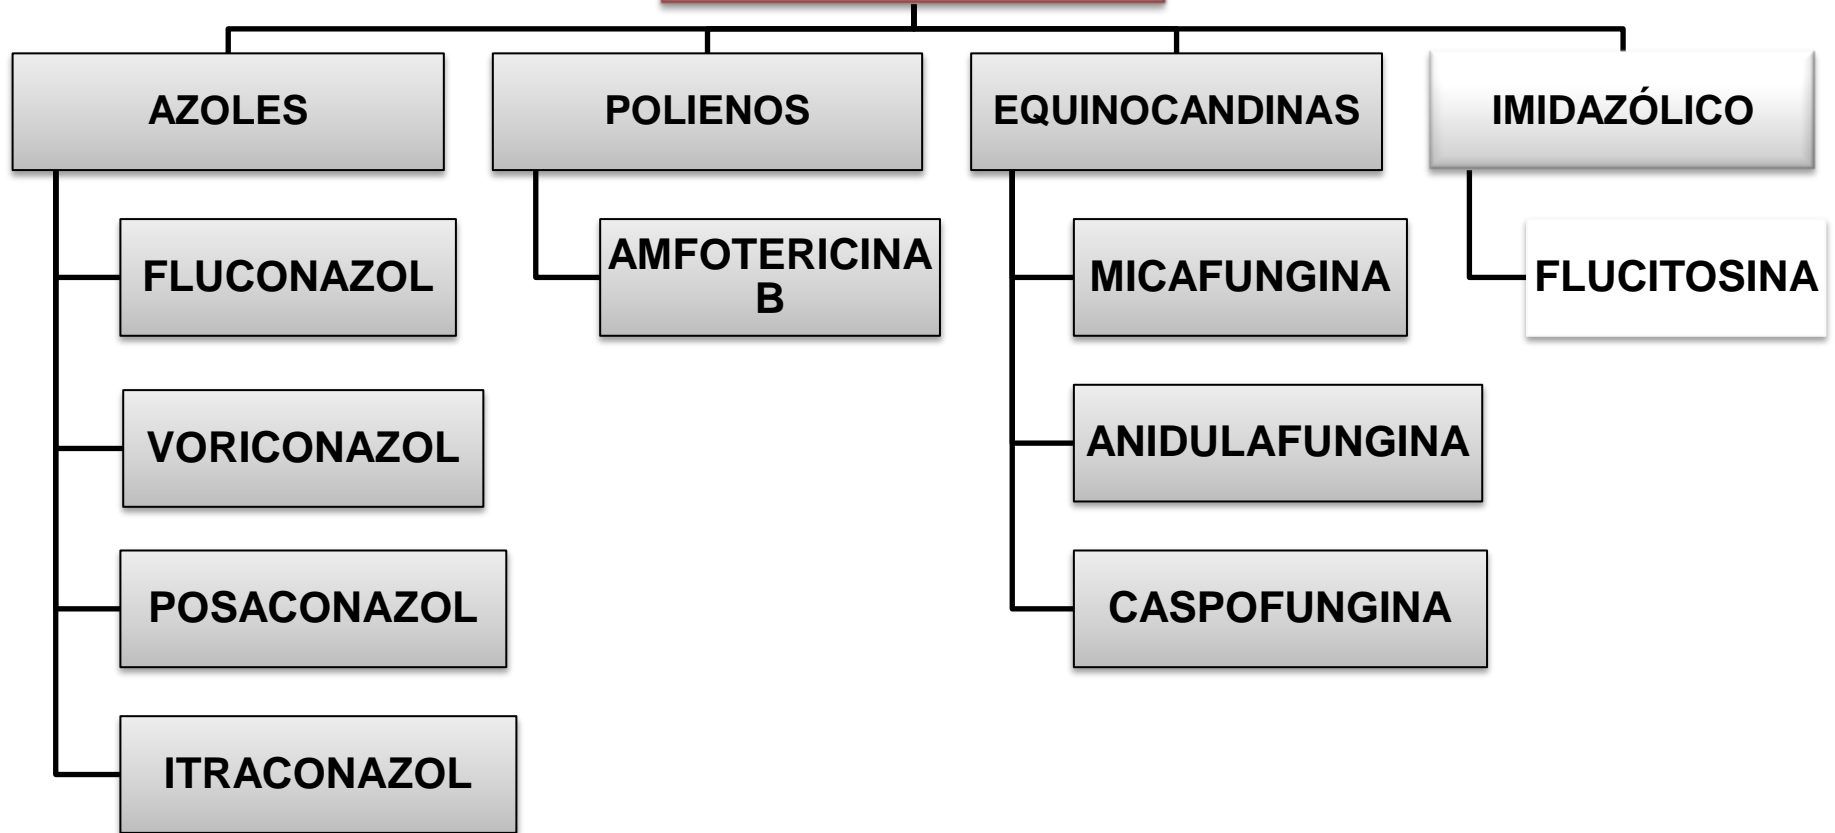 AZOLES
POLIENOS
EQUINOCANDINAS
IMIDAZÓLICO
FLUCONAZOL
AMFOTERICINA
B
MICAFUNGINA
FLUCITOSINA
VORICONAZOL
ANIDULAFUNGINA
POSACONAZOL
CASPOFUNGINA
ITRACONAZOL